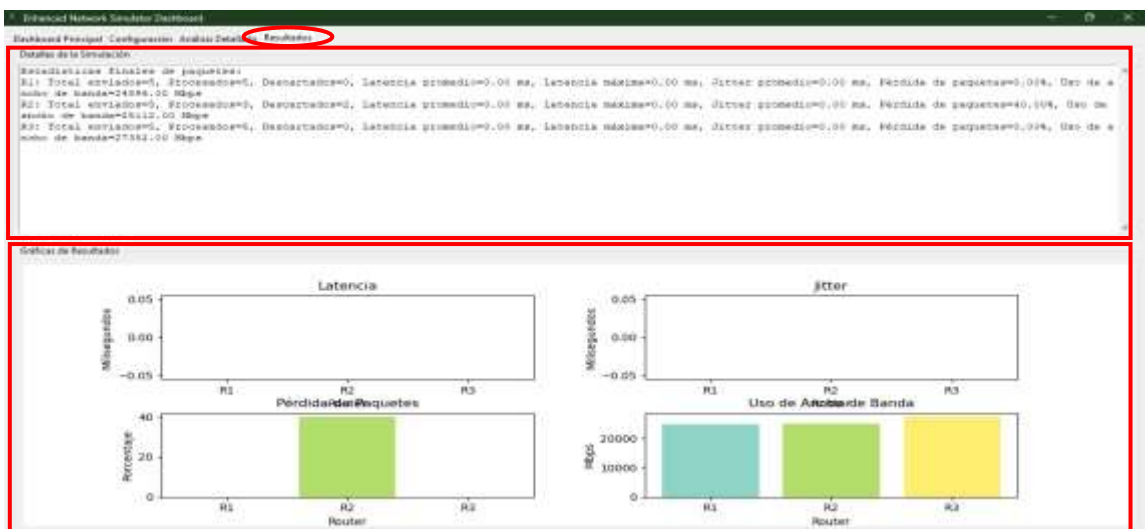 Enhanced Network Simulator Dashboard
Dashboard Principal Configuración Análisis Detallado Resultados
Detalles de la Simulación
Estadísticas finales de paquetes:
R1: Total enviados=5, Procesados=5, Descartados=0, Latencia promedio=0.00 ms, Latencia máxima=0.00 ms, Jitter promedio=0.00 ms, Pérdida de paquetes=0.00%, Uso de a
ncho de banda= Mbps
R2: Total enviados=5, Procesados=3, Descartados=2, Latencia promedio=0.00 ms, Latencia máxima=0.00 ms, Jitter promedio=0.00 ms, Pérdida de paquetes=40.00%, Uso de
ancho de banda=25112.00 Mbps
R3: Total enviados=5, Procesados=5, Descartados=0, Latencia promedio=0.00 ms, Latencia máxima=0.00 ms, Jitter promedio=0.00 ms, Pérdida de paquetes=0.00%, Uso de a
ncho de banda= Mbps
Gráficas de Resultados
Latencia
Jitter
Milisegundos
0.05
0.00
−0.05
R1 R2 R3
Milisegundos
0.05
0.00
−0.05
R1 R2 R3
Pérdida de Paquetes
Uso de Ancho de Banda
Porcentaje
40
20
0
R1 R2 R3
Router
Mbps
20000
10000
0
R1 R2 R3
Router